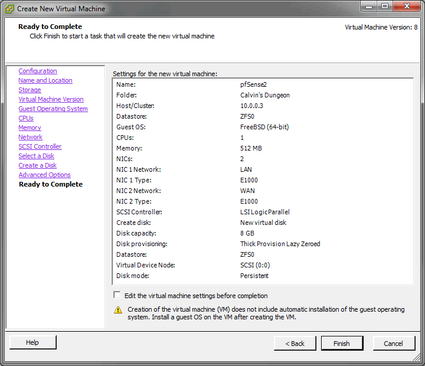 Create New Virtual Machine
Ready to Complete
Click Finish to start a task that will create the new virtual machine
Virtual Machine Version: 8
Configuration
Name and Location
Storage
Virtual Machine Version
Guest Operating System
CPUs
Memory
Network
SCSI Controller
Select a Disk
Create a Disk
Advanced Options
Ready to Complete
Settings for the new virtual machine:
Name: pfSense2
Folder: Calvin's Dungeon
Host/Cluster: 10.0.0.3
Datastore: ZFS0
Guest OS: FreeBSD (64-bit)
CPUs: 1
Memory: 512 MB
NICs: 2
NIC 1 Network: LAN
NIC 1 Type: E1000
NIC 2 Network: WAN
NIC 2 Type: E1000
SCSI Controller: LSI Logic Parallel
Create disk: New virtual disk
Disk capacity: 8 GB
Disk provisioning: Thick Provision Lazy Zeroed
Datastore: ZFS0
Virtual Device Node: SCSI (0:0)
Disk mode: Persistent
Edit the virtual machine settings before completion
Creation of the virtual machine (VM) does not include automatic installation of the guest operating
system. Install a guest OS on the VM after creating the VM.
Help
< Back
Finish
Cancel